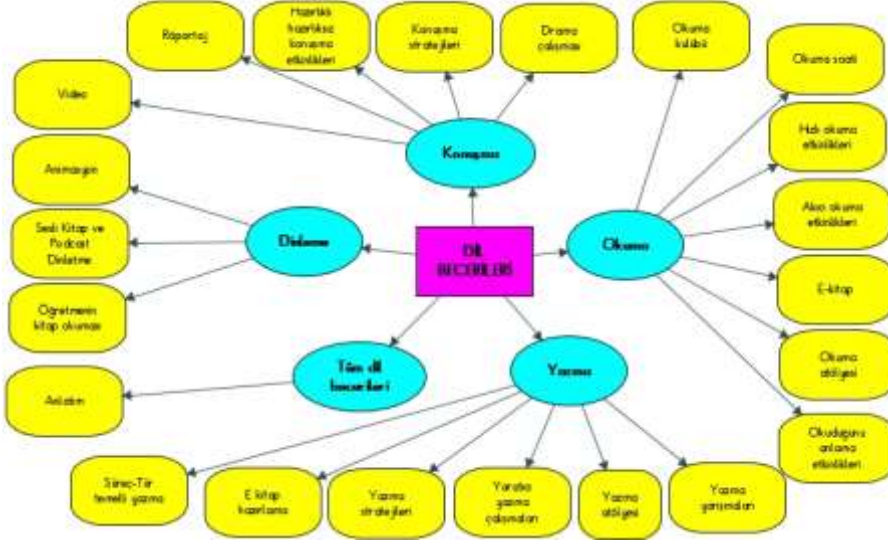 Röportaj
Hazırlıklı
hazırlıksız
konuşma
etkinlikleri
Konuşma
stratejileri
Drama
çalışması
Okuma
kulübü
Okuma saati
Video
Konuşma
Hızlı okuma
etkinlikleri
Animasyon
Akıcı okuma
etkinlikleri
Sesli Kitap ve
Podcast
Dinletme
Dinleme
DİL
BECERİLERİ
Okuma
E-kitap
Öğretmenin
kitap okuması
Okuma
atölyesi
Tüm dil
becerileri
Yazma
Anlatım
Okuduğunu
anlama
etkinlikleri
Süreç-Tür
temelli yazma
E kitap
hazırlama
Yazma
stratejileri
Yaratıcı
yazma
çalışmaları
Yazma
atölyesi
Yazma
yarışmaları